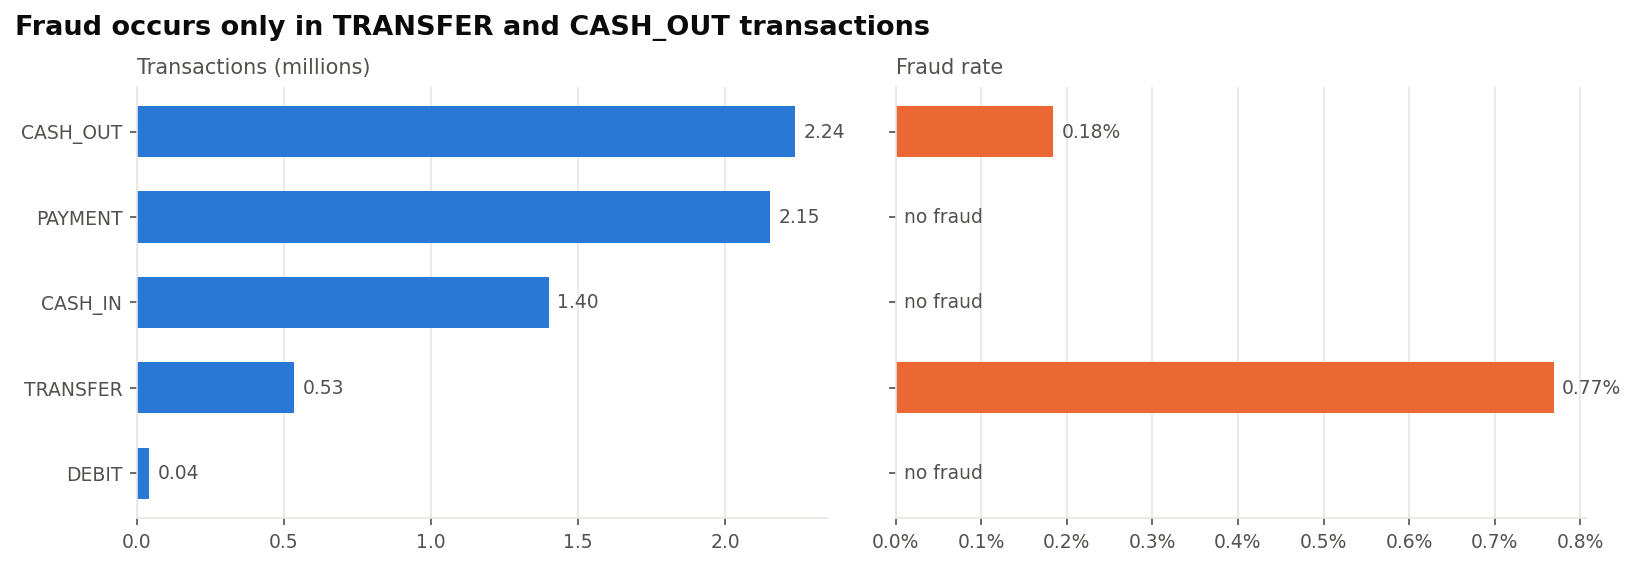 Fraud occurs only in TRANSFER and CASH_OUT transactions
Transactions (millions)
CASH_OUT
2.24
PAYMENT
2.15
CASH_IN
1.40
TRANSFER
0.53
DEBIT
0.04
0.0 0.5 1.0 1.5 2.0
Fraud rate
0.18%
no fraud
no fraud
0.77%
no fraud
0.0% 0.1% 0.2% 0.3% 0.4% 0.5% 0.6% 0.7% 0.8%